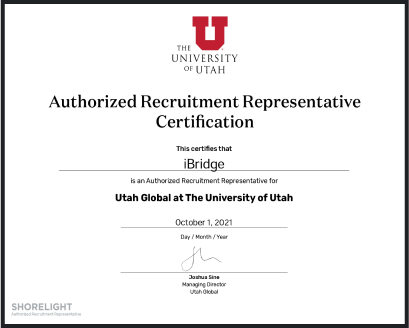 THE
UNIVERSITY
OF UTAH
Authorized Recruitment Representative
Certification
This certifies that
iBridge
is an Authorized Recruitment Representative for
Utah Global at The University of Utah
October 1, 2021
Day / Month / Year
Joshua Sine
Managing Director
Utah Global
SHORELIGHT
Authorized Recruitment Representative